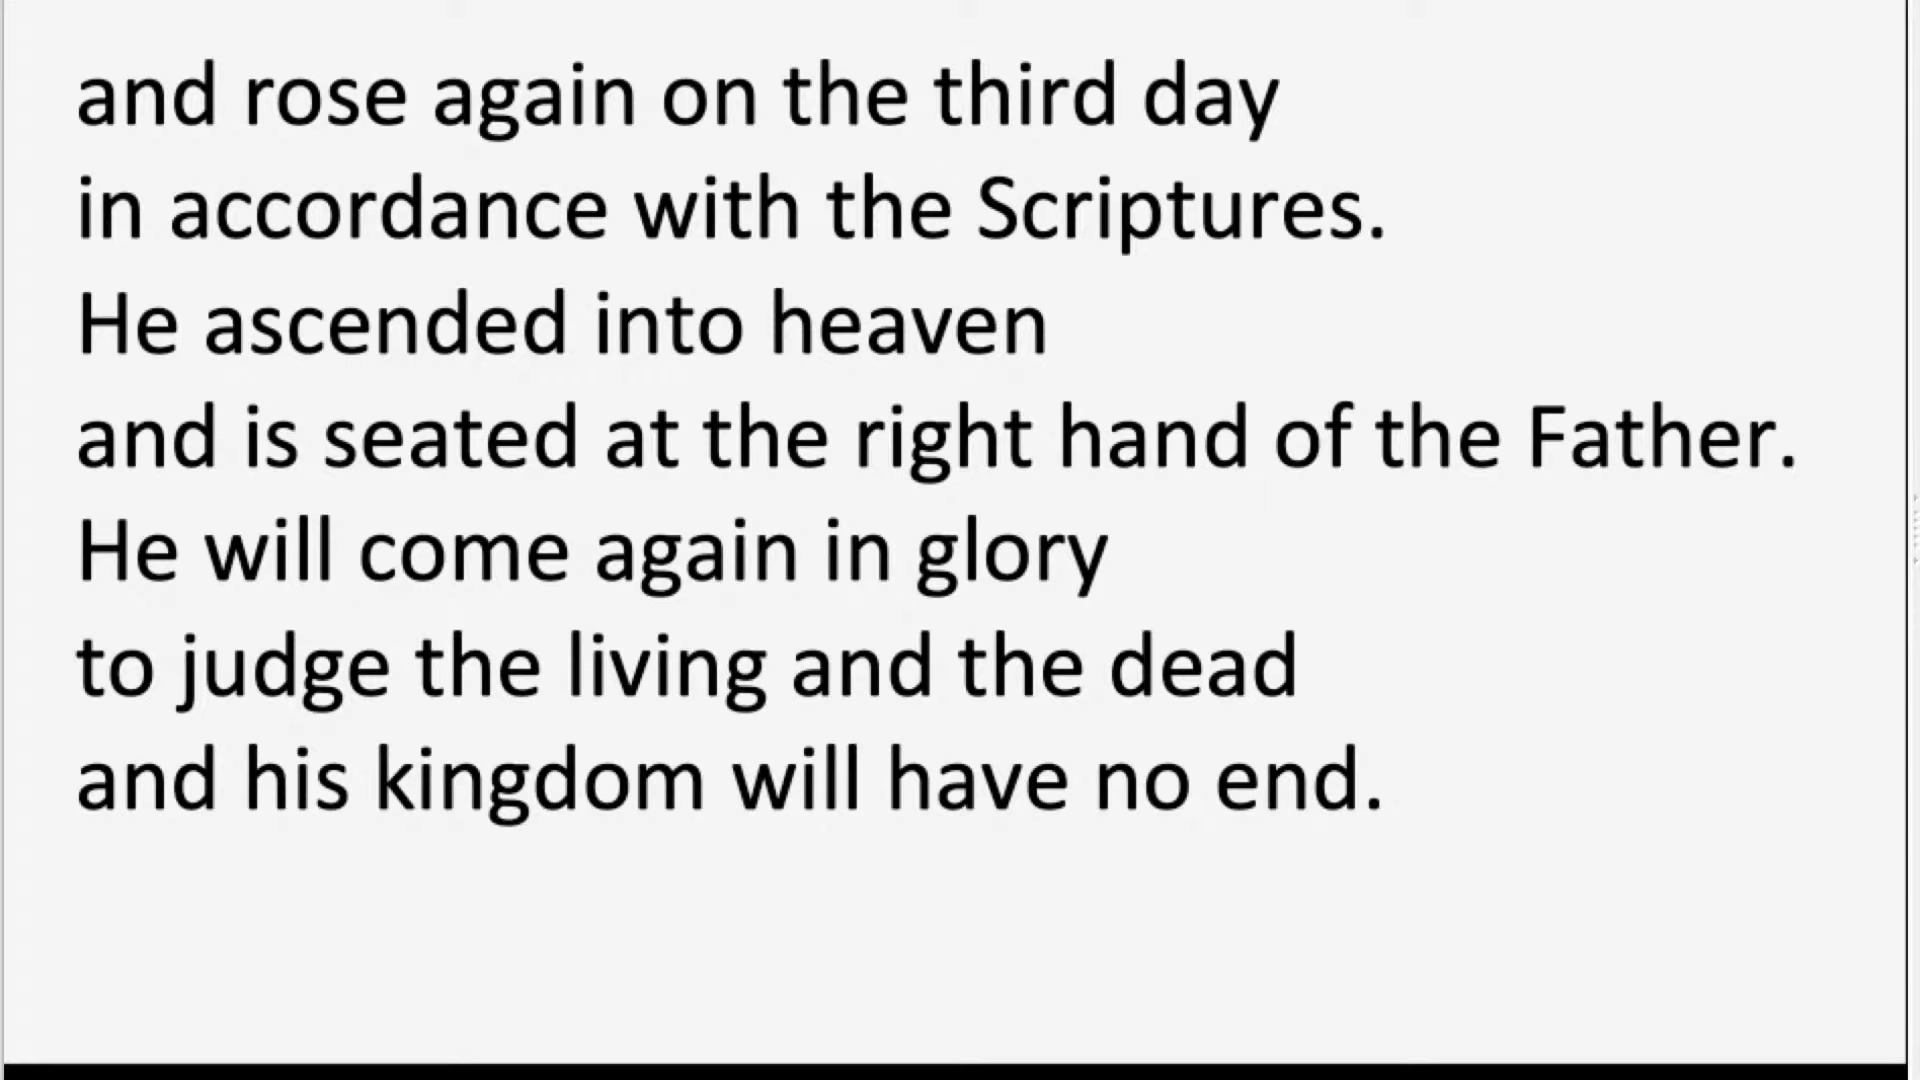 and rose again on the third day
in accordance with the Scriptures.
He ascended into heaven
and is seated at the right hand of the Father.
He will come again in glory
to judge the living and the dead
and his kingdom will have no end.